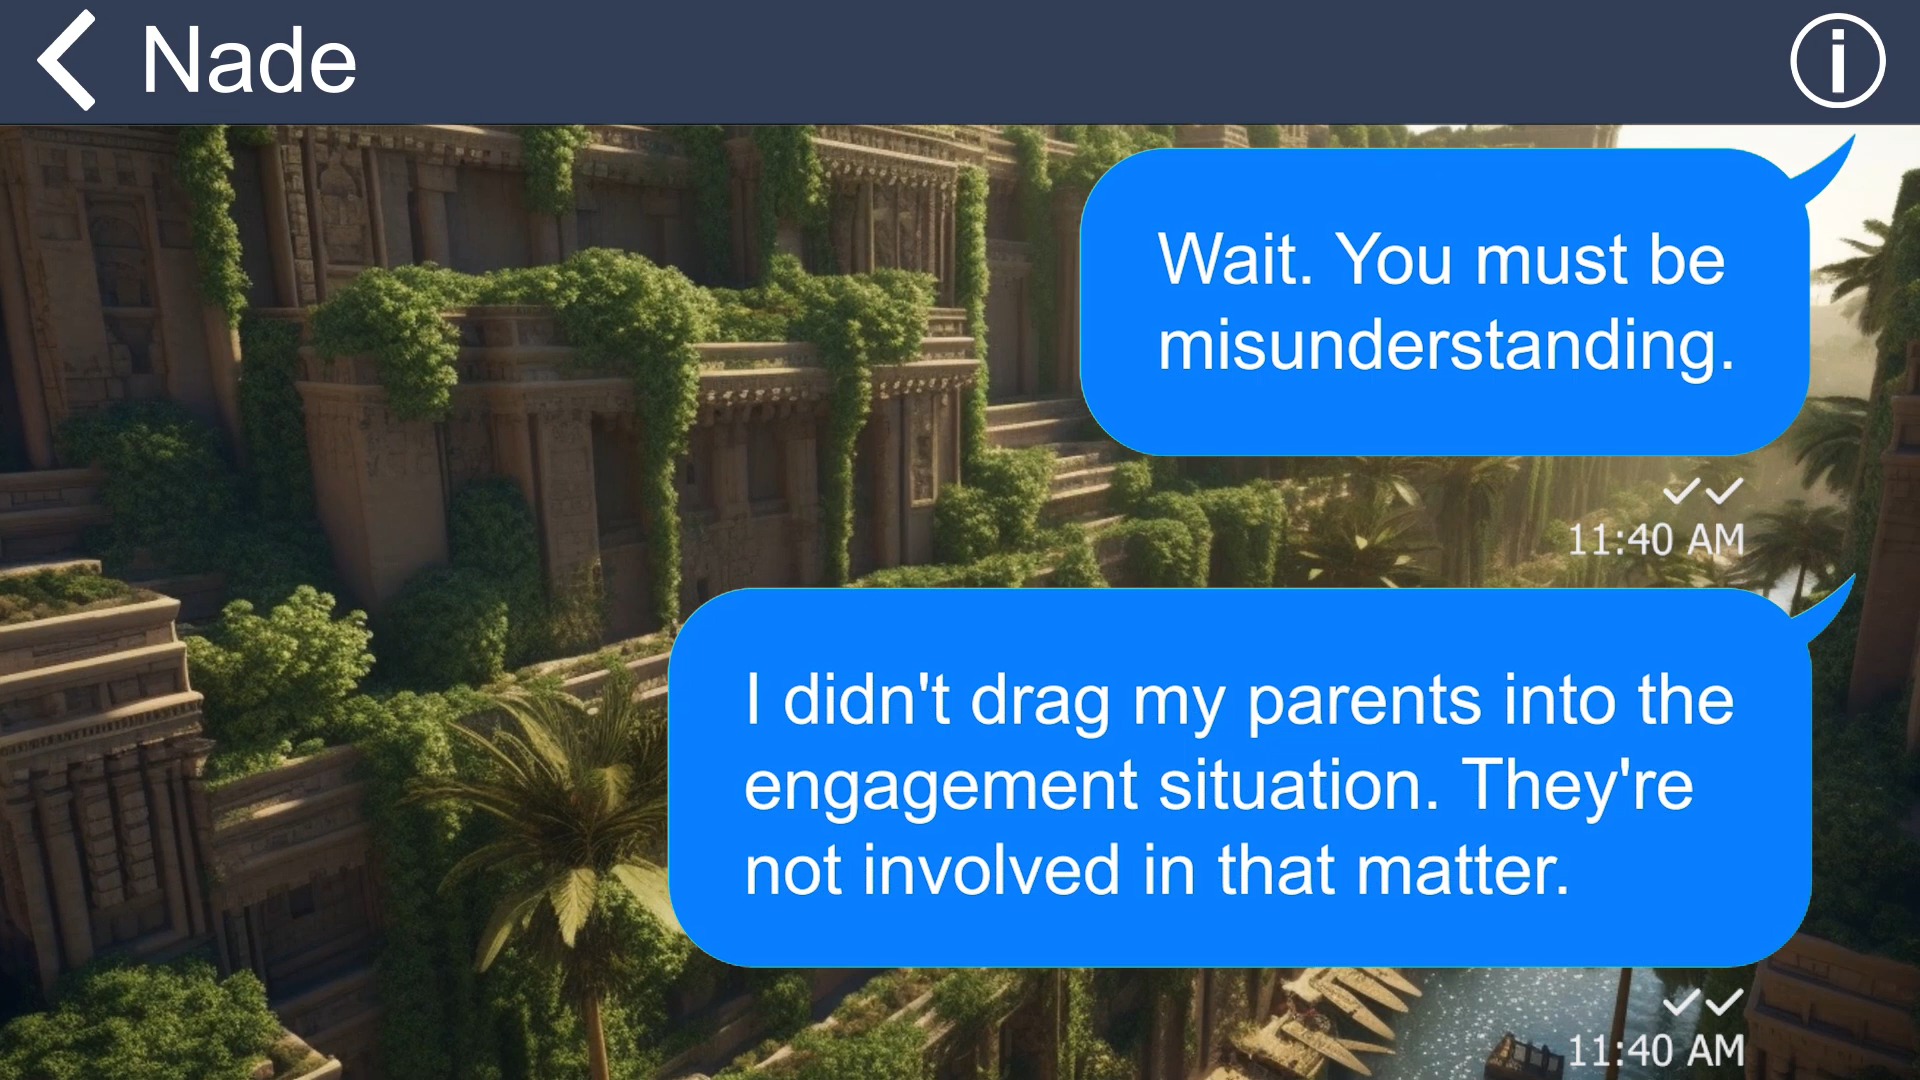 Nade
Wait. You must be
misunderstanding.
11:40 AM
I didn't drag my parents into the
engagement situation. They're
not involved in that matter.
11:40 AM